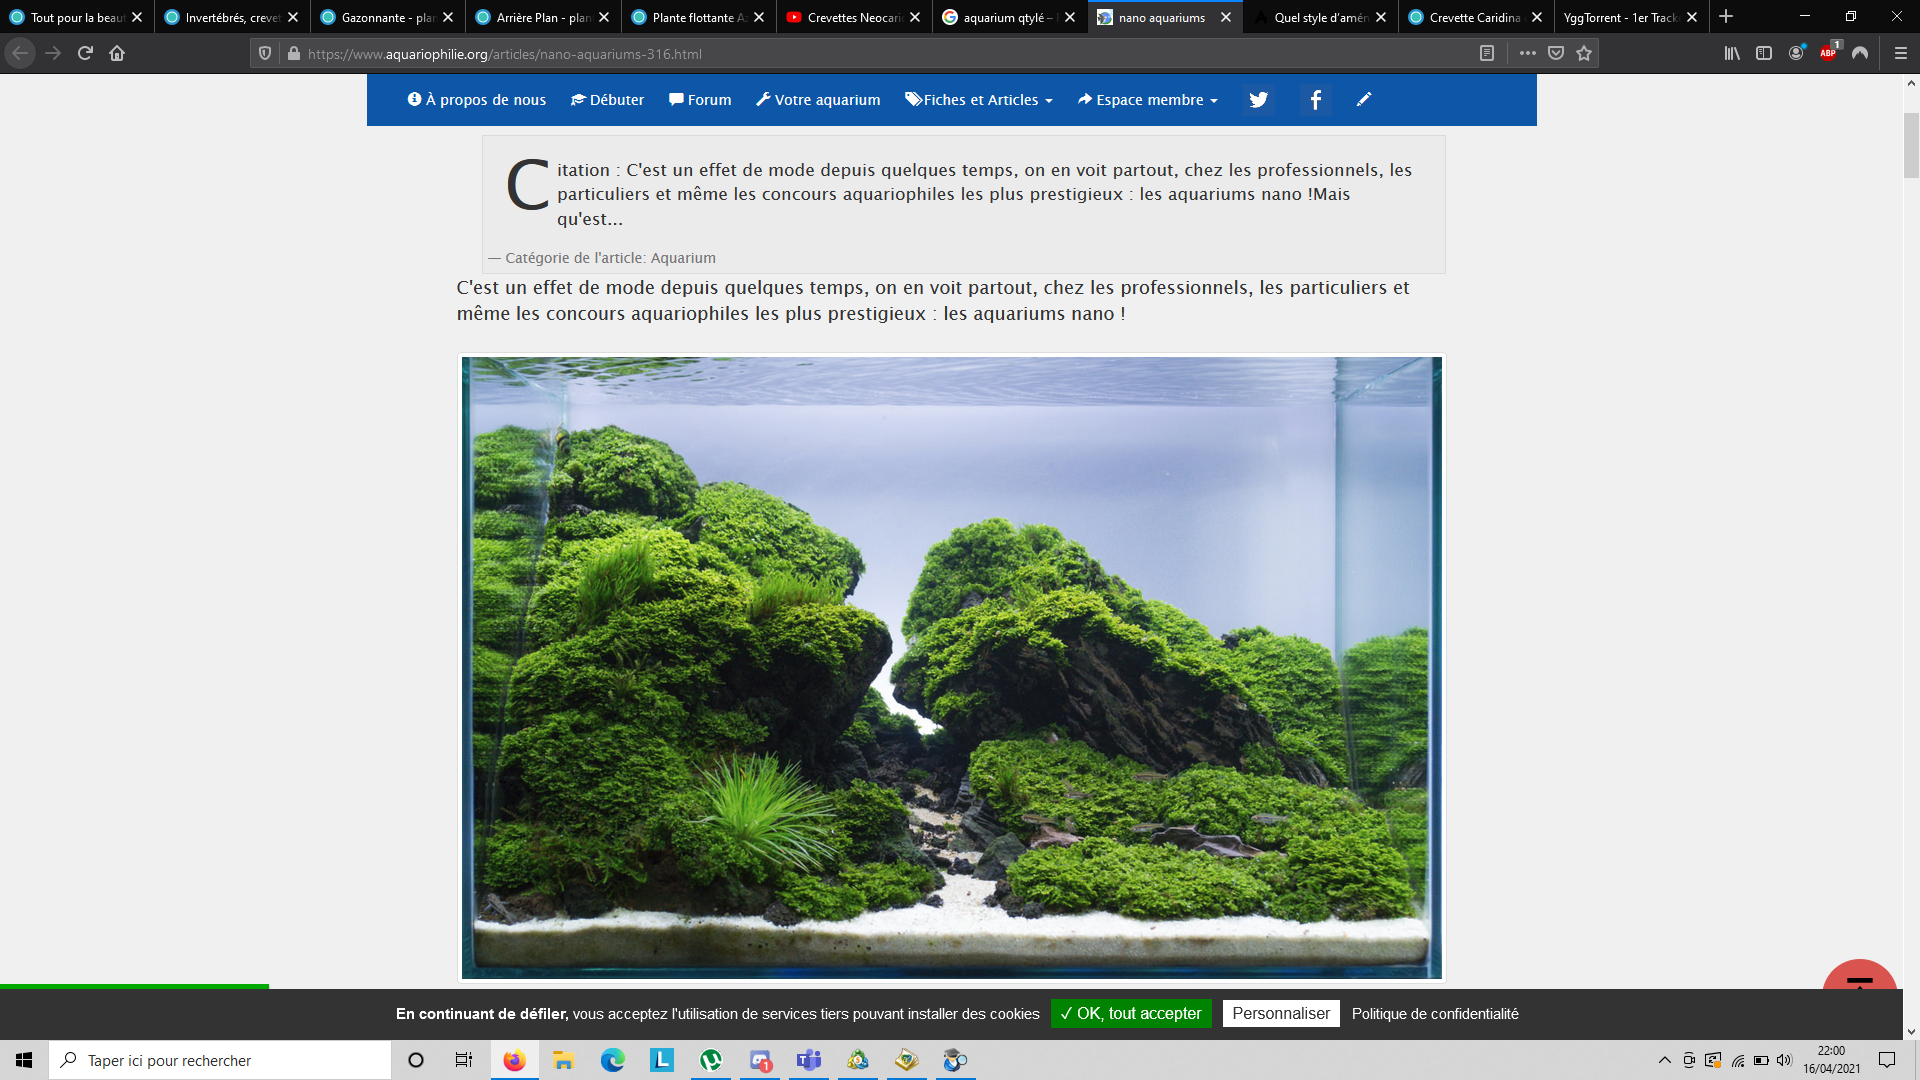 Tout pour la beaut
Invertébrés, crevet
Gazonnante - plan
Arrière Plan - plan
Plante flottante Az
Crevettes Neocari
aquarium qtylé –
nano aquariums
Quel style d’amén
Crevette Caridina
YggTorrent - 1er Track
https://www.aquariophilie.org/articles/nano-aquariums-316.html
ABP
1
À propos de nous
Débuter
Forum
Votre aquarium
Fiches et Articles
Espace membre
Citation : C'est un effet de mode depuis quelques temps, on en voit partout, chez les professionnels, les
particuliers et même les concours aquariophiles les plus prestigieux : les aquariums nano !Mais
qu'est...
— Catégorie de l'article: Aquarium
C'est un effet de mode depuis quelques temps, on en voit partout, chez les professionnels, les particuliers et
même les concours aquariophiles les plus prestigieux : les aquariums nano !
En continuant de défiler, vous acceptez l'utilisation de services tiers pouvant installer des cookies
✓ OK, tout accepter
Personnaliser
Politique de confidentialité
Taper ici pour rechercher
L
1
22:00
16/04/2021